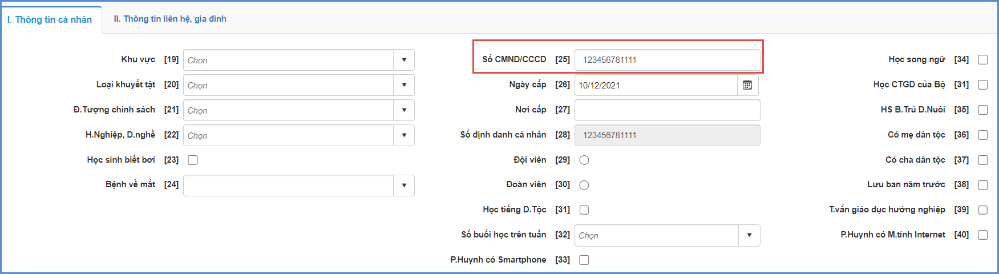 I. Thông tin cá nhân
II. Thông tin liên hệ, gia đình
Khu vực [19] Chọn
Loại khuyết tật [20] Chọn
Đ.Tượng chính sách [21] Chọn
H.Nghiệp, D.nghề [22] Chọn
Học sinh biết bơi [23]
Bệnh về mắt [24]
Số CMND/CCCD [25] 123456781111
Ngày cấp [26] 10/12/2021
Nơi cấp [27]
Số định danh cá nhân [28] 123456781111
Đội viên [29]
Đoàn viên [30]
Học tiếng D.Tộc [31]
Số buổi học trên tuần [32] Chọn
P.Huynh có Smartphone [33]
Học song ngữ [34]
Học CTGD của Bộ [31]
HS B.Trú D.Nuôi [35]
Có mẹ dân tộc [36]
Có cha dân tộc [37]
Lưu ban năm trước [38]
T.vấn giáo dục hướng nghiệp [39]
P.Huynh có M.tính Internet [40]